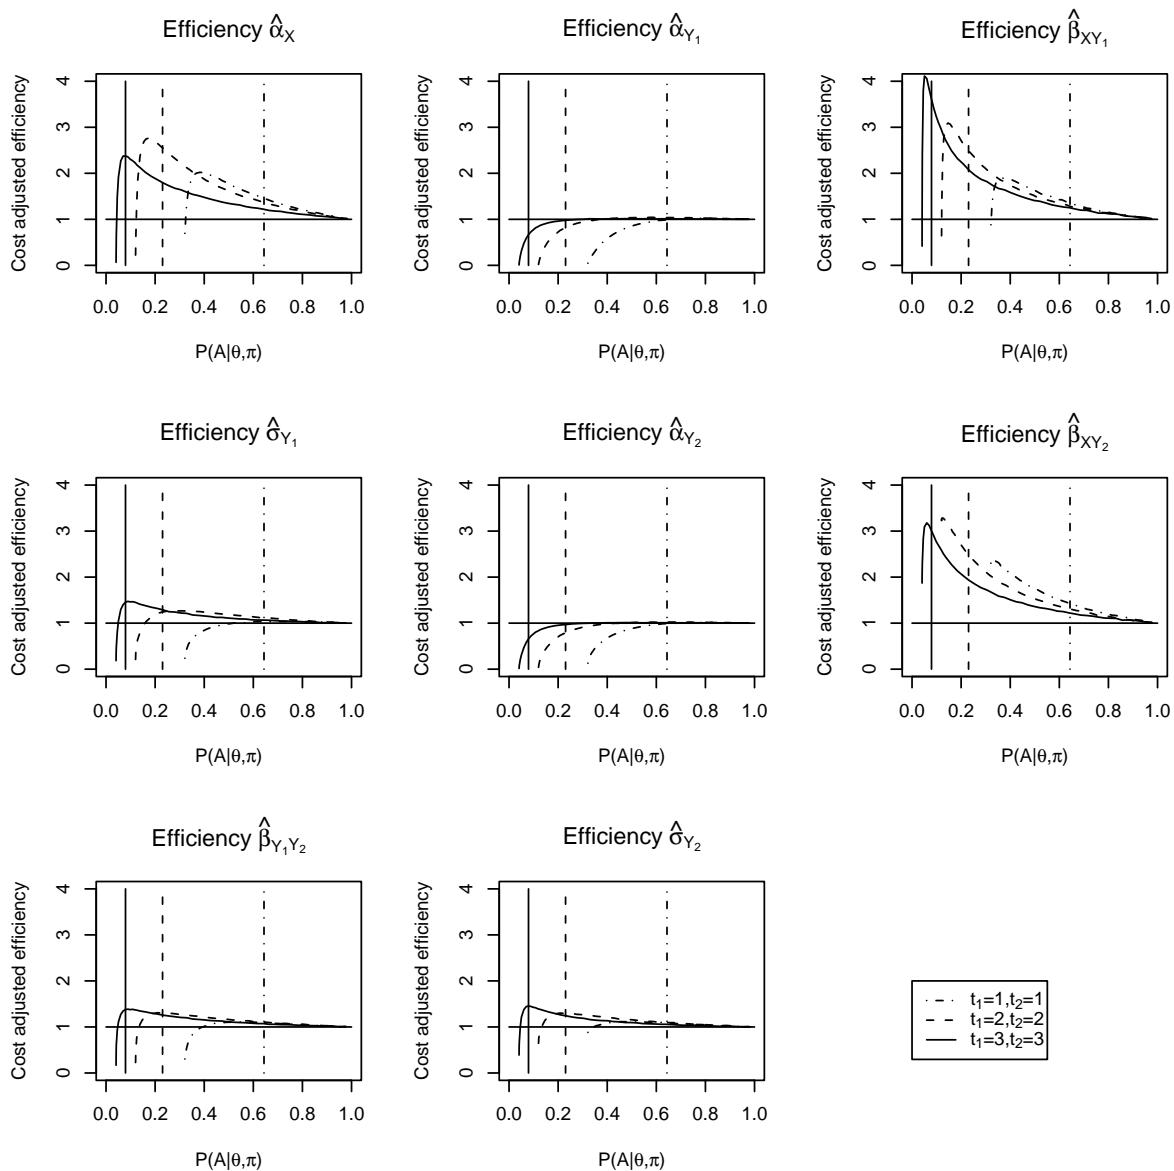 Efficiency α̂_X
Cost adjusted efficiency
0 1 2 3 4
0.0 0.2 0.4 0.6 0.8 1.0
P(A|θ,π)
Efficiency α̂_Y₁
Cost adjusted efficiency
0 1 2 3 4
0.0 0.2 0.4 0.6 0.8 1.0
P(A|θ,π)
Efficiency β̂_XY₁
Cost adjusted efficiency
0 1 2 3 4
0.0 0.2 0.4 0.6 0.8 1.0
P(A|θ,π)
Efficiency σ̂_Y₁
Cost adjusted efficiency
0 1 2 3 4
0.0 0.2 0.4 0.6 0.8 1.0
P(A|θ,π)
Efficiency α̂_Y₂
Cost adjusted efficiency
0 1 2 3 4
0.0 0.2 0.4 0.6 0.8 1.0
P(A|θ,π)
Efficiency β̂_XY₂
Cost adjusted efficiency
0 1 2 3 4
0.0 0.2 0.4 0.6 0.8 1.0
P(A|θ,π)
Efficiency β̂_Y₁Y₂
Cost adjusted efficiency
0 1 2 3 4
0.0 0.2 0.4 0.6 0.8 1.0
P(A|θ,π)
Efficiency σ̂_Y₂
Cost adjusted efficiency
0 1 2 3 4
0.0 0.2 0.4 0.6 0.8 1.0
P(A|θ,π)
t₁=1,t₂=1
t₁=2,t₂=2
t₁=3,t₂=3